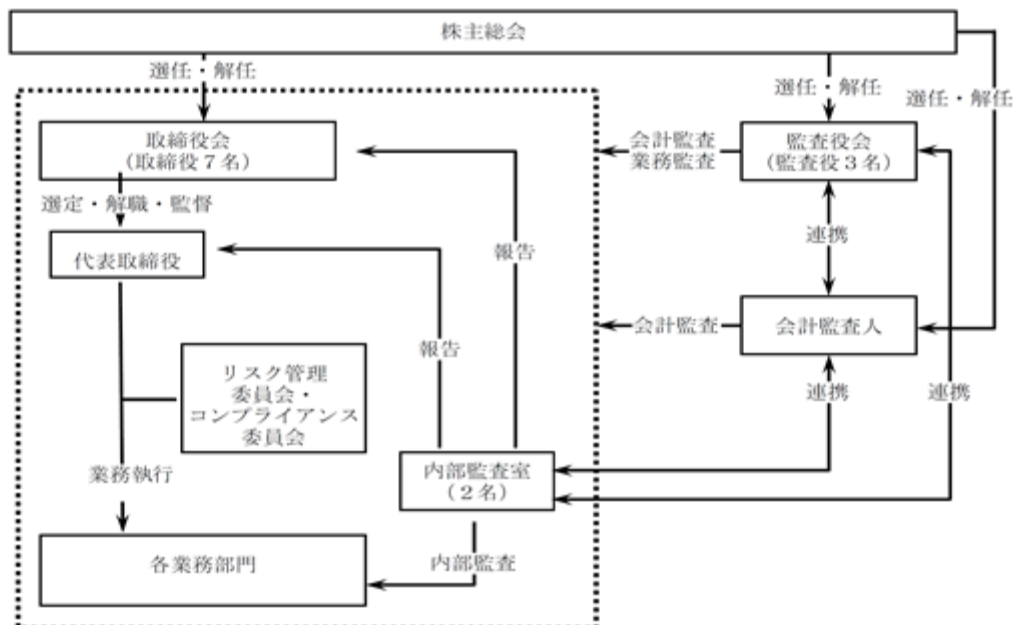 株主総会
選任・解任
選任・解任
選任・解任
取締役会
（取締役７名）
会計監査
業務監査
監査役会
（監査役３名）
選定・解職・監督
代表取締役
報告
連携
会計監査
会計監査人
報告
リスク管理
委員会・
コンプライアンス
委員会
連携
連携
業務執行
内部監査室
（２名）
各業務部門
内部監査